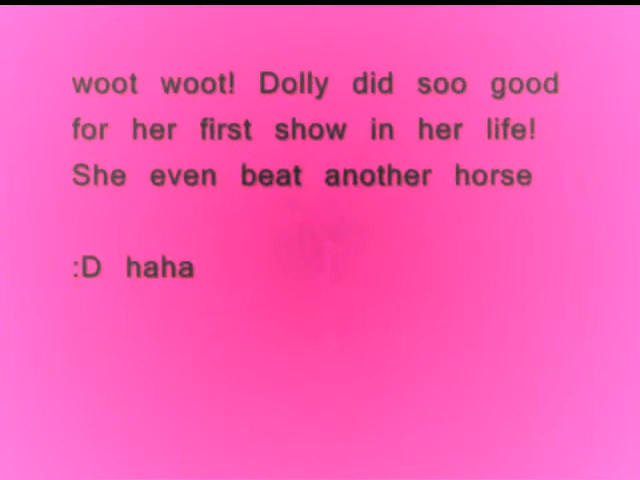 woot woot! Dolly did soo good
for her first show in her life!
She even beat another horse
:D haha